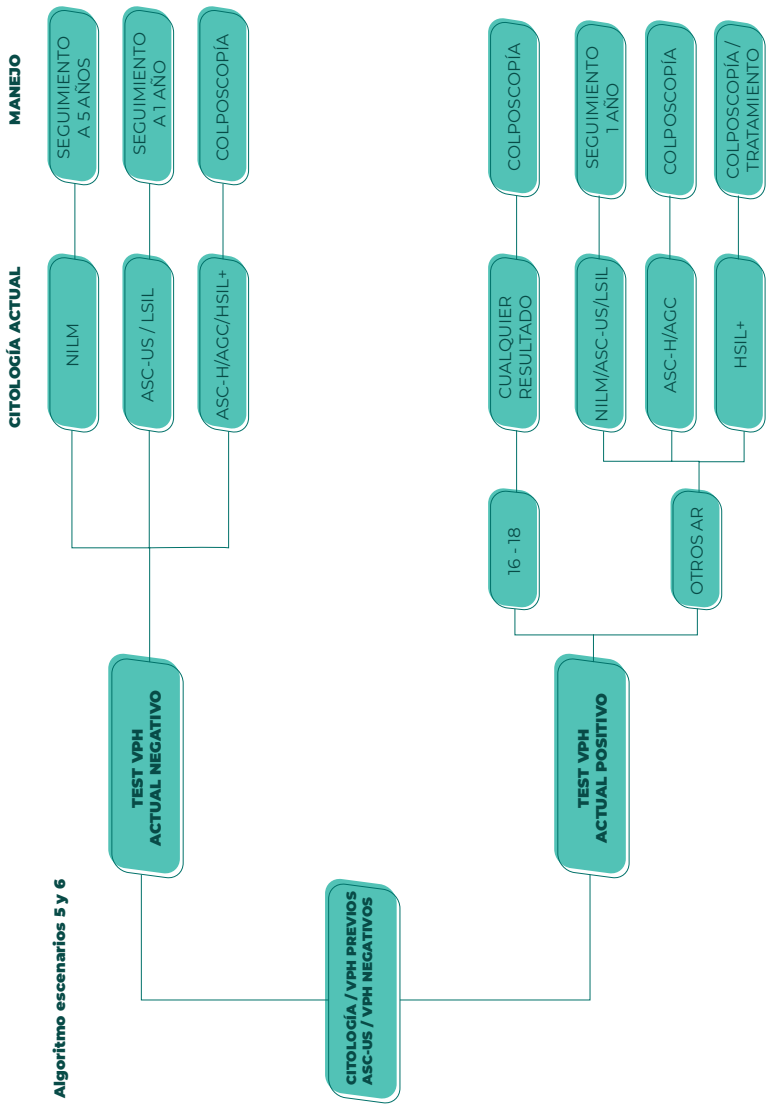 Algoritmo escenarios 5 y 6
CITOLOGÍA ACTUAL
MANEJO
CITOLOGÍA / VPH PREVIOS
ASC-US / VPH NEGATIVOS
TEST VPH
ACTUAL NEGATIVO
NILM
SEGUIMIENTO
A 5 AÑOS
ASC-US / LSIL
SEGUIMIENTO
A 1 AÑO
ASC-H/AGC/HSIL+
COLPOSCOPÍA
TEST VPH
ACTUAL POSITIVO
16 - 18
CUALQUIER
RESULTADO
COLPOSCOPÍA
OTROS AR
NILM/ASC-US/LSIL
SEGUIMIENTO
1 AÑO
ASC-H/AGC
COLPOSCOPÍA
HSIL+
COLPOSCOPÍA /
TRATAMIENTO